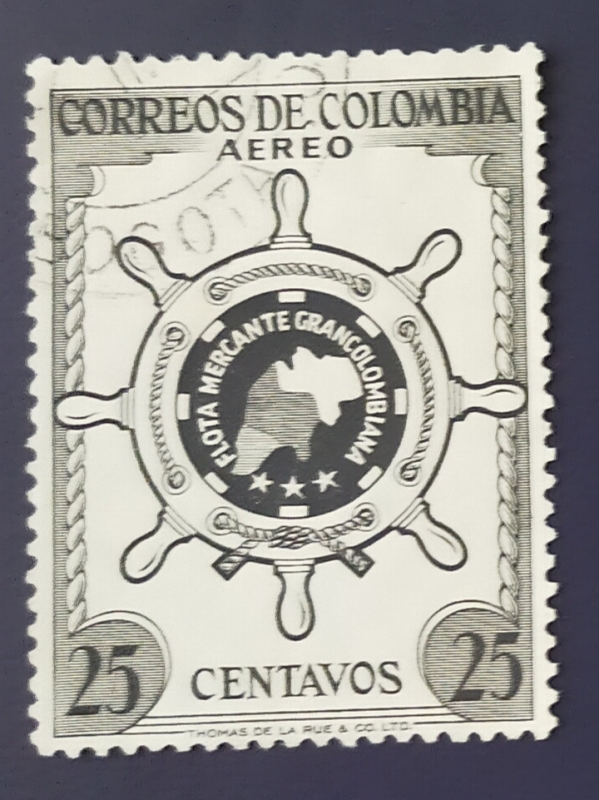 CORREOS DE COLOMBIA
AEREO
FLOTA MERCANTE GRANCOLOMBIANA
25 CENTAVOS 25
THOMAS DE LA RUE & CO. LTD.